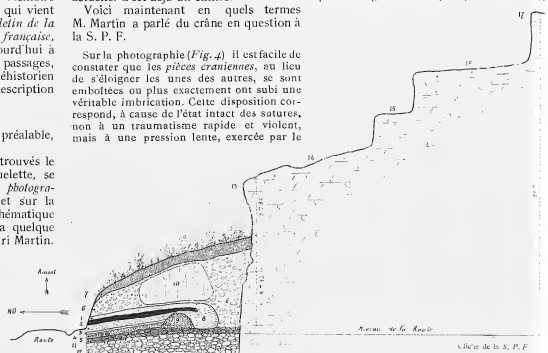 qui vient
delin de la
française,
ourd'hui à
passages,
éhistorien
escription
préalable,
trouvés le
uelette, se
photogra-
et sur la
hématique
a quelque
ri Martin.
Voici maintenant en quels termes
M. Martin a parlé du crâne en question à
la S. P. F.
Sur la photographie (Fig. 4) il est facile de
constater que les pièces craniennes, au lieu
de s'éloigner les unes des autres, se sont
emboîtées ou plus exactement ont subi une
véritable imbrication. Cette disposition cor-
respond, à cause de l'état intact des sutures,
non à un traumatisme rapide et violent,
mais à une pression lente, exercée par le
17
15
14
13
10
7
6
8
Amont
NO
Route
Niveau de la Route
Cliché de la S. P. F